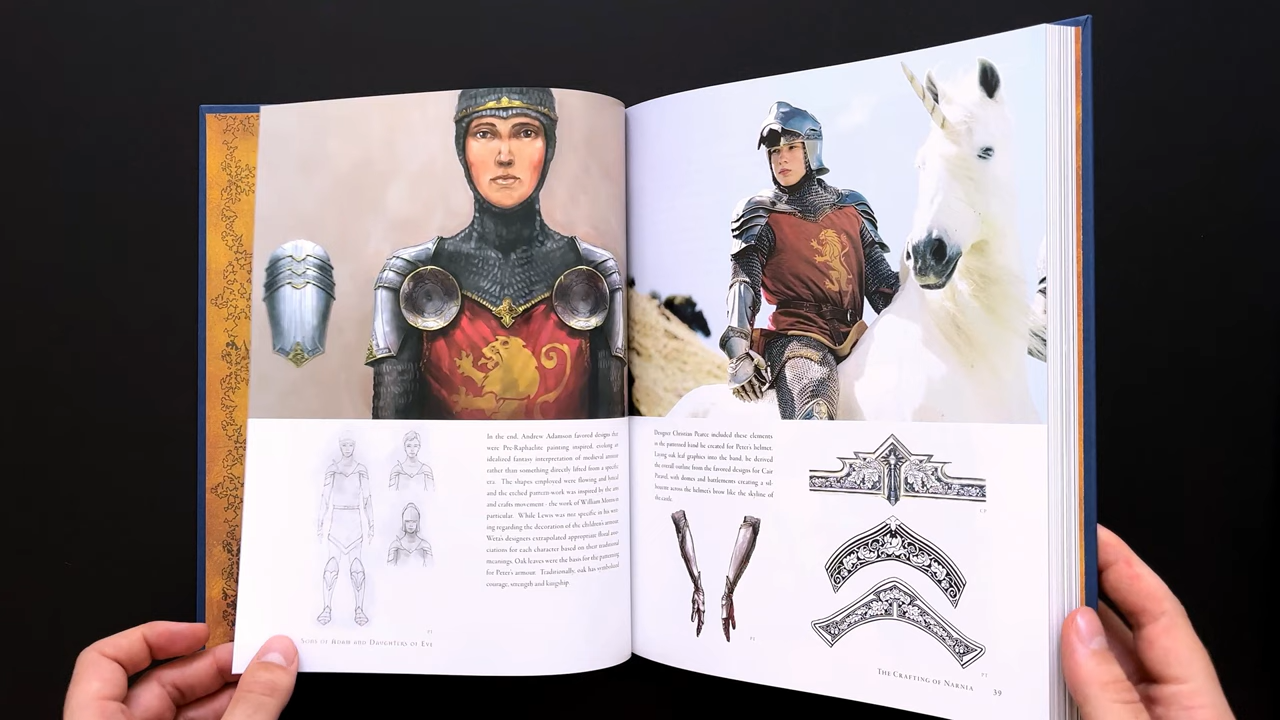 In the end, Andrew Adamson favored designs that
were Pre-Raphaelite painting inspired, evolving an
idealized fantasy interpretation of medieval armour
rather than something directly lifted from a specific
era. The shapes employed were flowing and lyrical
and the etched pattern-work was inspired by the arts
and crafts movement - the work of William Morris in
particular. While Lewis was not specific in his writ-
ing regarding the decoration of the children's armour
Weta's designers extrapolated appropriate floral asso-
ciations for each character based on their traditional
meanings. Oak leaves were the basis for the patterning
for Peter's armour. Traditionally, oak has symbolized
courage, strength and kingship.
Sons of Adam and Daughters of Eve
Designer Christian Pearce included these elements
in the patterned band he created for Peter's helmet.
Laying oak leaf graphics into the band, he derived
the overall outline from the favored designs for Cair
Paravel, with domes and battlements creating a sil-
houette across the helmet's brow like the skyline of
the castle.
The Crafting of Narnia
39